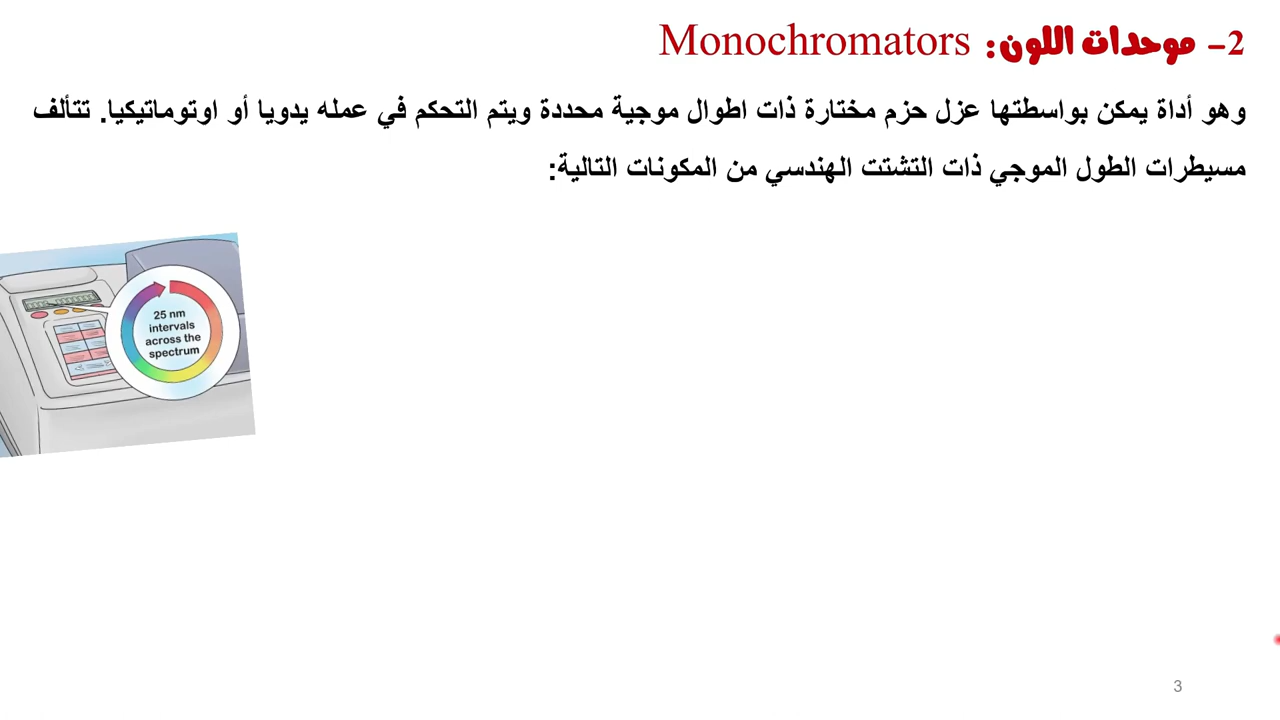 2- موحدات اللون: Monochromators
وهو أداة يمكن بواسطتها عزل حزم مختارة ذات اطوال موجية محددة ويتم التحكم في عمله يدويا أو اوتوماتيكيا. تتألف
مسيطرات الطول الموجي ذات التشتت الهندسي من المكونات التالية:
25 nm
intervals
across the
spectrum
3